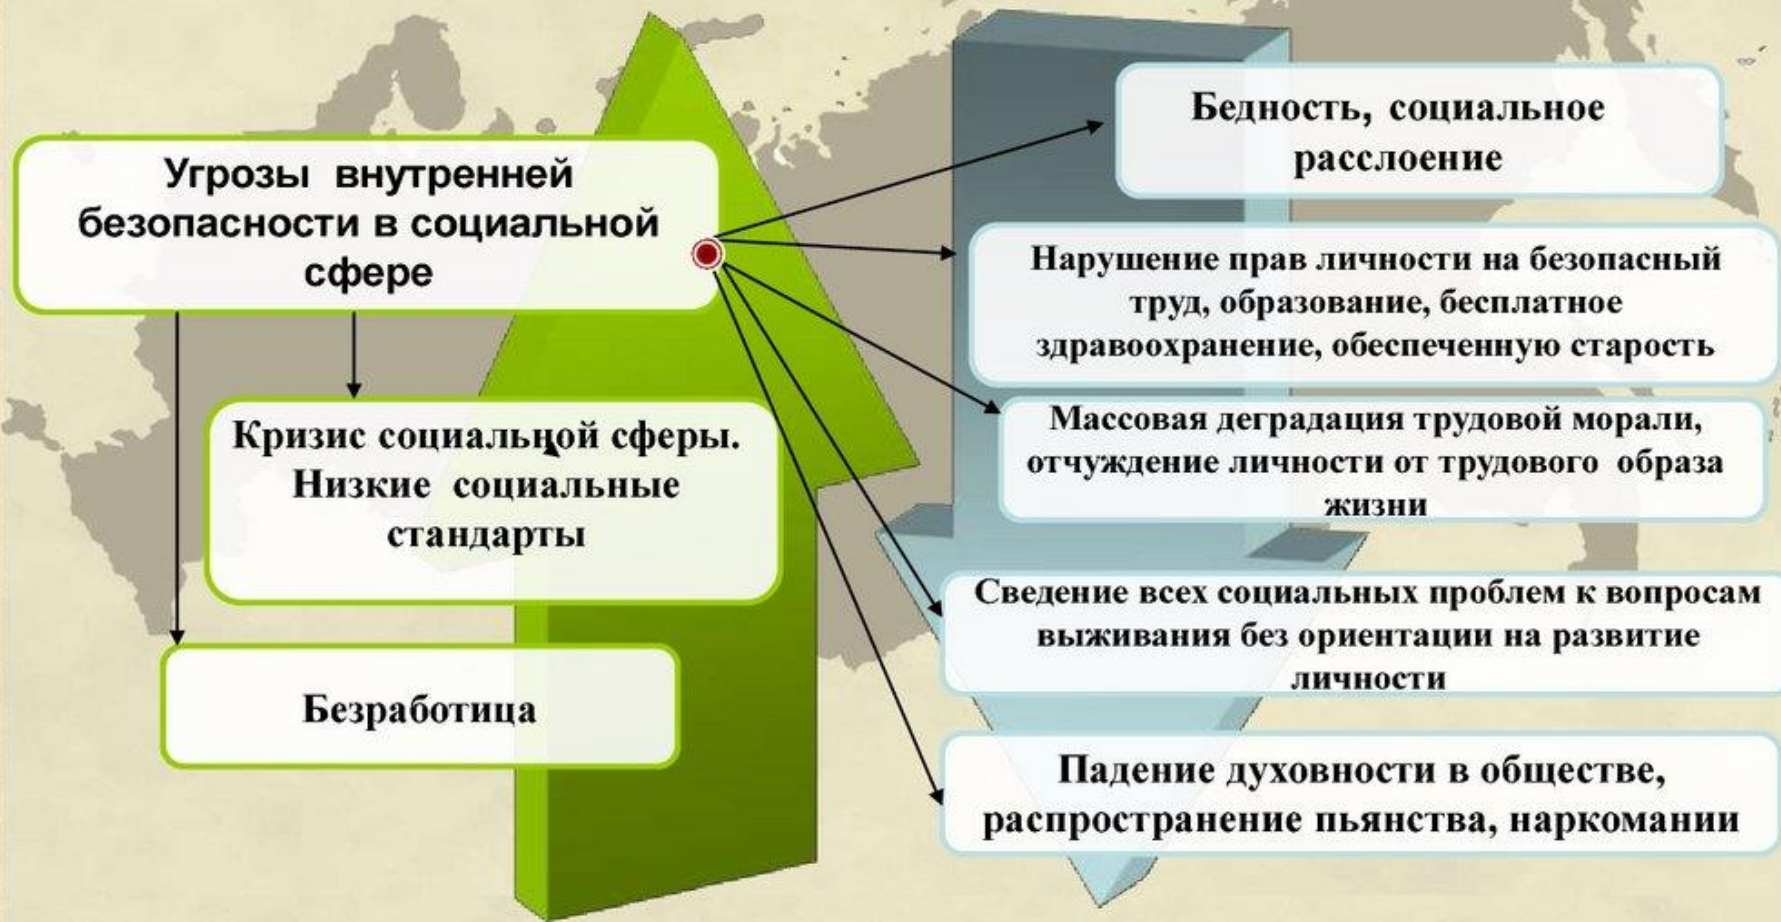 Угрозы внутренней
безопасности в социальной
сфере
Кризис социальной сферы.
Низкие социальные
стандарты
Безработица
Бедность, социальное
расслоение
Нарушение прав личности на безопасный
труд, образование, бесплатное
здравоохранение, обеспеченную старость
Массовая деградация трудовой морали,
отчуждение личности от трудового образа
жизни
Сведение всех социальных проблем к вопросам
выживания без ориентации на развитие
личности
Падение духовности в обществе,
распространение пьянства, наркомании